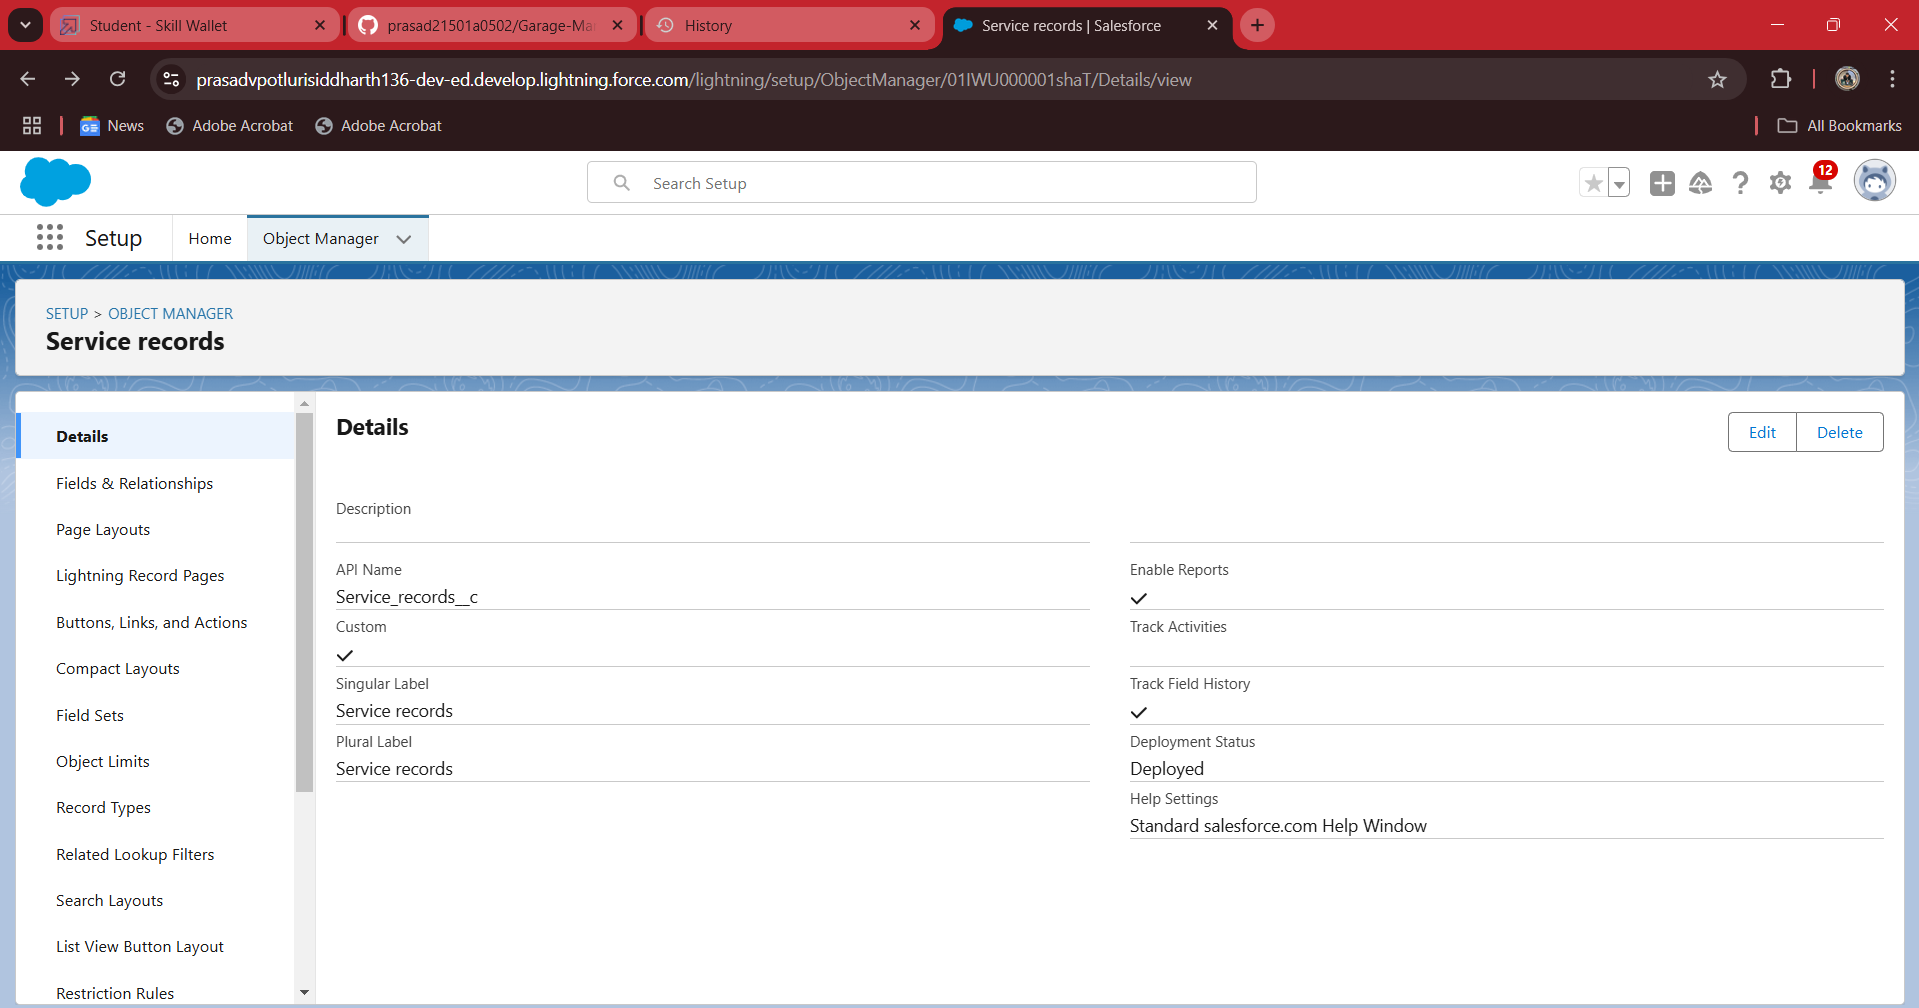 Student - Skill Wallet
prasad21501a0502/Garage-Ma
History
Service records | Salesforce
prasadvpotlurisiddharth136-dev-ed.develop.lightning.force.com/lightning/setup/ObjectManager/01IWU000001shaT/Details/view
News
Adobe Acrobat
Adobe Acrobat
All Bookmarks
Search Setup
12
Setup
Home
Object Manager
SETUP > OBJECT MANAGER
Service records
Details
Fields & Relationships
Page Layouts
Lightning Record Pages
Buttons, Links, and Actions
Compact Layouts
Field Sets
Object Limits
Record Types
Related Lookup Filters
Search Layouts
List View Button Layout
Restriction Rules
Details
Edit
Delete
Description
API Name
Service_records__c
Custom
Singular Label
Service records
Plural Label
Service records
Enable Reports
Track Activities
Track Field History
Deployment Status
Deployed
Help Settings
Standard salesforce.com Help Window